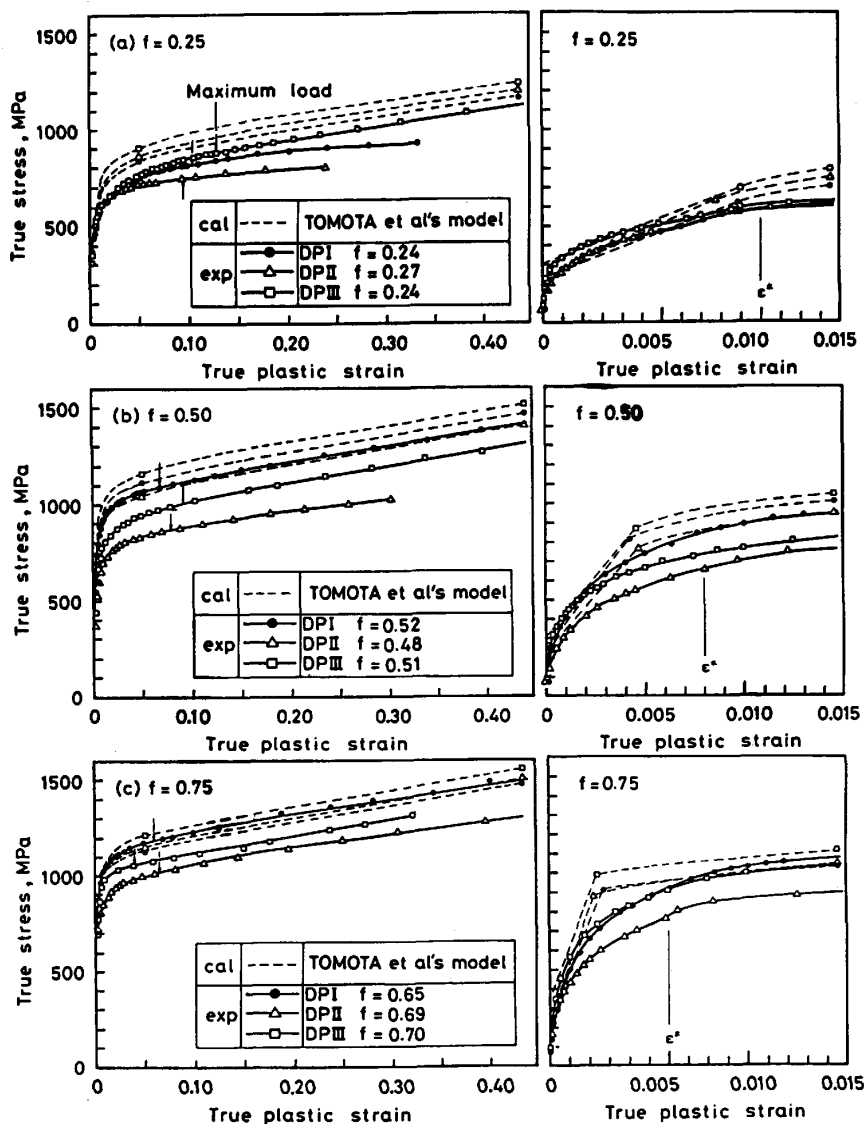 (a) f = 0.25
Maximum load
1500
1000
500
0
True stress, MPa
cal --- TOMOTA et al's model
exp
DPI f = 0.24
DPII f = 0.27
DPIII f = 0.24
0 0.10 0.20 0.30 0.40
True plastic strain
f = 0.25
ε*
0 0.005 0.010 0.015
True plastic strain
(b) f = 0.50
1500
1000
500
0
True stress, MPa
cal --- TOMOTA et al's model
exp
DPI f = 0.52
DPII f = 0.48
DPIII f = 0.51
0 0.10 0.20 0.30 0.40
True plastic strain
f = 0.50
ε*
0 0.005 0.010 0.015
True plastic strain
(c) f = 0.75
1500
1000
500
0
True stress, MPa
cal --- TOMOTA et al's model
exp
DPI f = 0.65
DPII f = 0.69
DPIII f = 0.70
0 0.10 0.20 0.30 0.40
True plastic strain
f = 0.75
ε*
0 0.005 0.010 0.015
True plastic strain